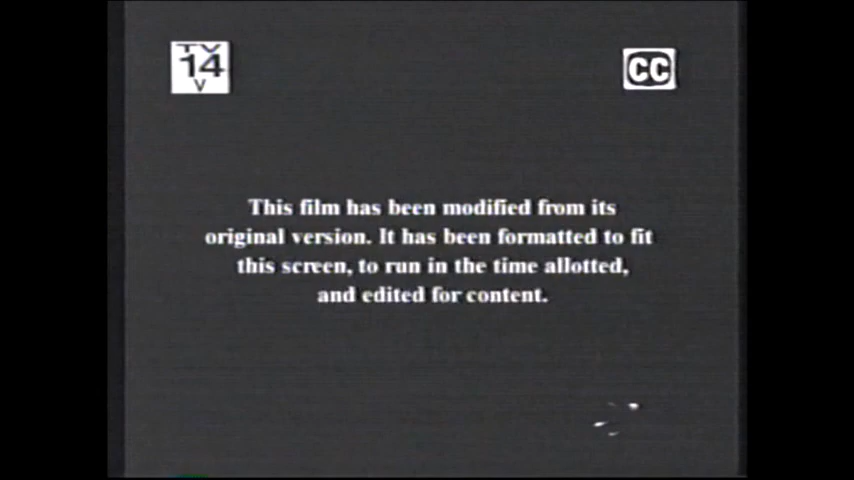 TV
14
V
CC
This film has been modified from its
original version. It has been formatted to fit
this screen, to run in the time allotted,
and edited for content.